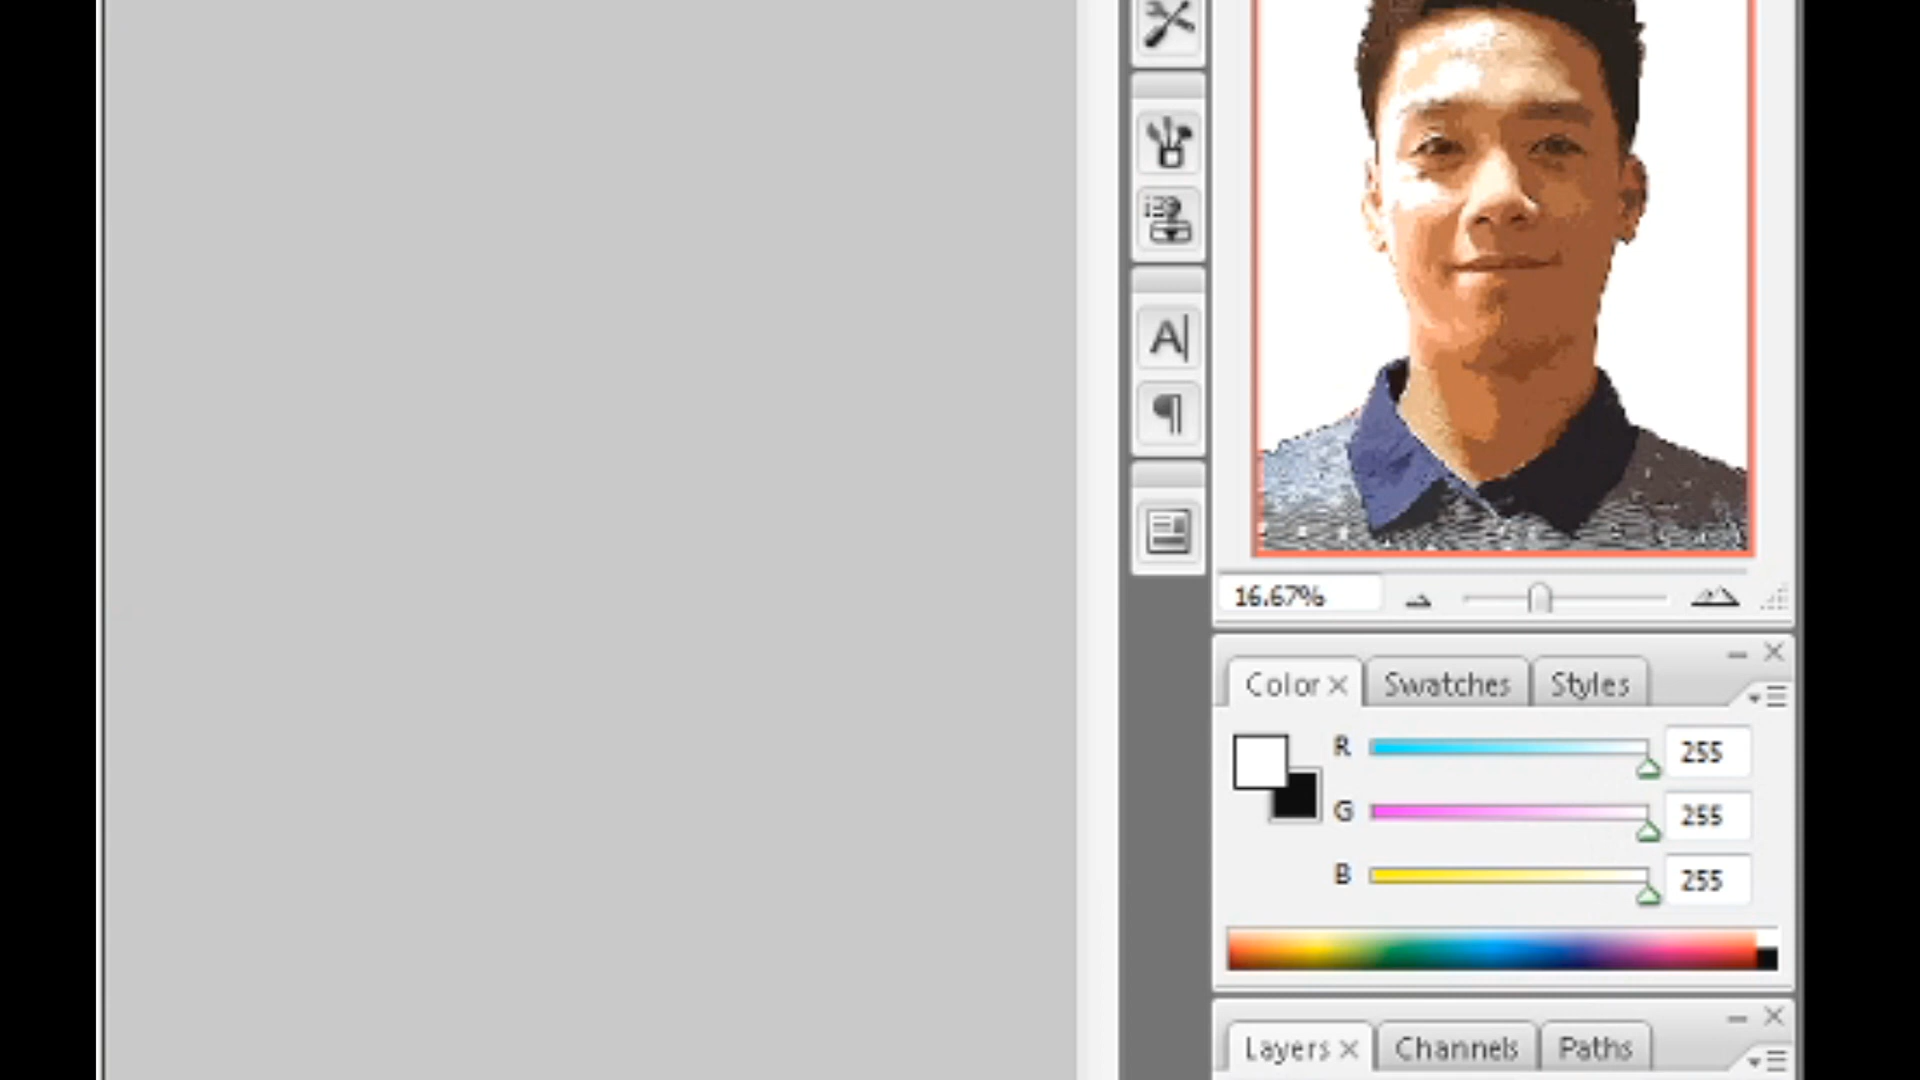 A
¶
16.67%
Color Swatches Styles
R 255
G 255
B 255
Layers Channels Paths